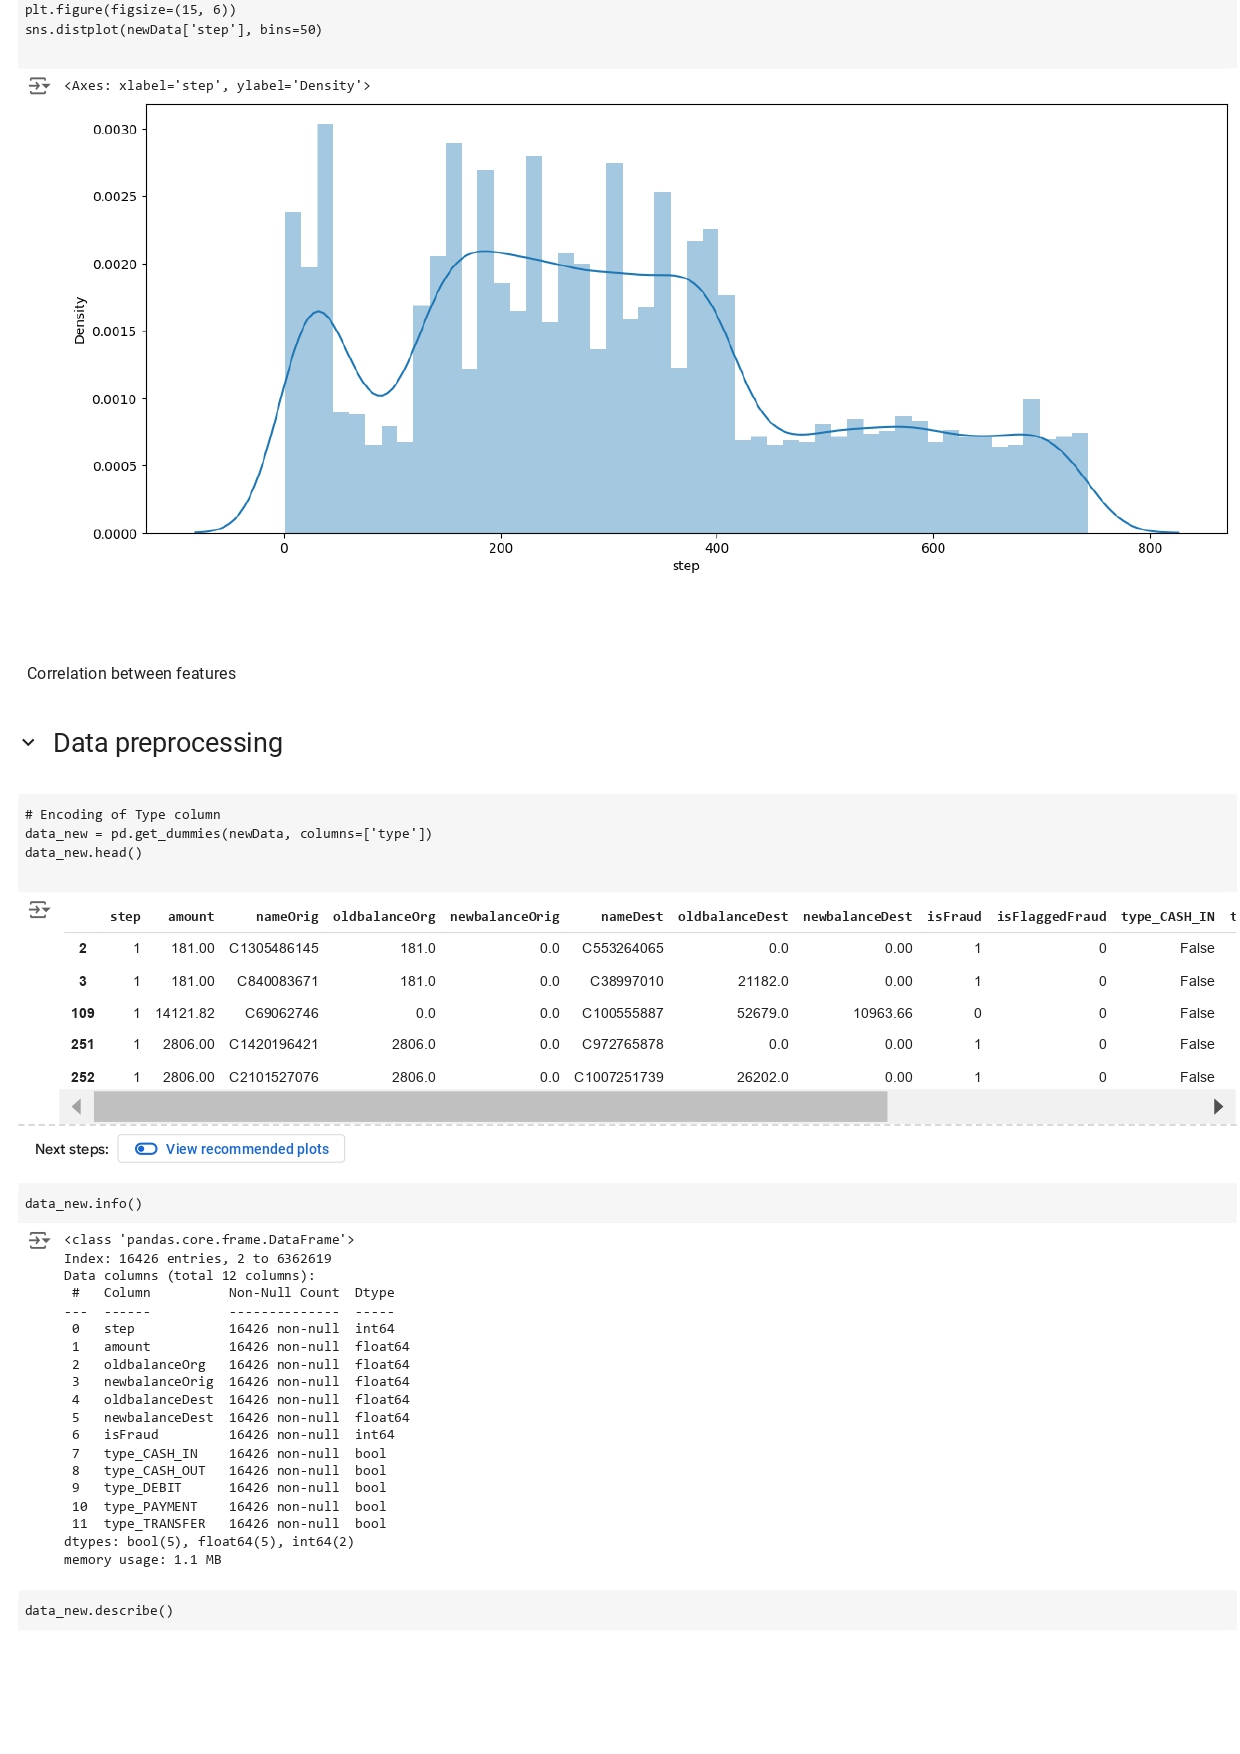 plt.figure(figsize=(15, 6))
sns.distplot(newData['step'], bins=50)
<Axes: xlabel='step', ylabel='Density'>
0.0030
0.0025
0.0020
0.0015
0.0010
0.0005
0.0000
Density
0 200 400 600 800
step
Correlation between features
Data preprocessing
# Encoding of Type column
data_new = pd.get_dummies(newData, columns=['type'])
data_new.head()
step amount nameOrig oldbalanceOrg newbalanceOrig nameDest oldbalanceDest newbalanceDest isFraud isFlaggedFraud type_CASH_IN t
2 1 181.00 C1305486145 181.0 0.0 C553264065 0.0 0.00 1 0 False
3 1 181.00 C840083671 181.0 0.0 C38997010 21182.0 0.00 1 0 False
109 1 14121.82 C69062746 0.0 0.0 C100555887 52679.0 10963.66 0 0 False
251 1 2806.00 C1420196421 2806.0 0.0 C972765878 0.0 0.00 1 0 False
252 1 2806.00 C2101527076 2806.0 0.0 C1007251739 26202.0 0.00 1 0 False
Next steps: View recommended plots
data_new.info()
<class 'pandas.core.frame.DataFrame'>
Index: 16426 entries, 2 to 6362619
Data columns (total 12 columns):
# Column Non-Null Count Dtype
--- ------ -------------- -----
0 step 16426 non-null int64
1 amount 16426 non-null float64
2 oldbalanceOrg 16426 non-null float64
3 newbalanceOrig 16426 non-null float64
4 oldbalanceDest 16426 non-null float64
5 newbalanceDest 16426 non-null float64
6 isFraud 16426 non-null int64
7 type_CASH_IN 16426 non-null bool
8 type_CASH_OUT 16426 non-null bool
9 type_DEBIT 16426 non-null bool
10 type_PAYMENT 16426 non-null bool
11 type_TRANSFER 16426 non-null bool
dtypes: bool(5), float64(5), int64(2)
memory usage: 1.1 MB
data_new.describe()